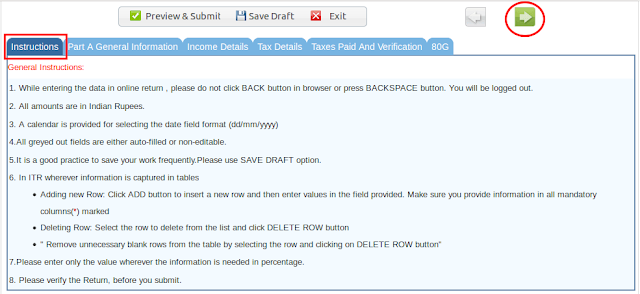 Preview & Submit Save Draft Exit
Instructions Part A General Information Income Details Tax Details Taxes Paid And Verification 80G
General Instructions:
1. While entering the data in online return , please do not click BACK button in browser or press BACKSPACE button. You will be logged out.
2. All amounts are in Indian Rupees.
3. A calendar is provided for selecting the date field format (dd/mm/yyyy)
4.All greyed out fields are either auto-filled or non-editable.
5.It is a good practice to save your work frequently.Please use SAVE DRAFT option.
6. In ITR wherever information is captured in tables
• Adding new Row: Click ADD button to insert a new row and then enter values in the field provided. Make sure you provide information in all mandatory
columns(*) marked
• Deleting Row: Select the row to delete from the list and click DELETE ROW button
• " Remove unnecessary blank rows from the table by selecting the row and clicking on DELETE ROW button"
7.Please enter only the value wherever the information is needed in percentage.
8. Please verify the Return, before you submit.